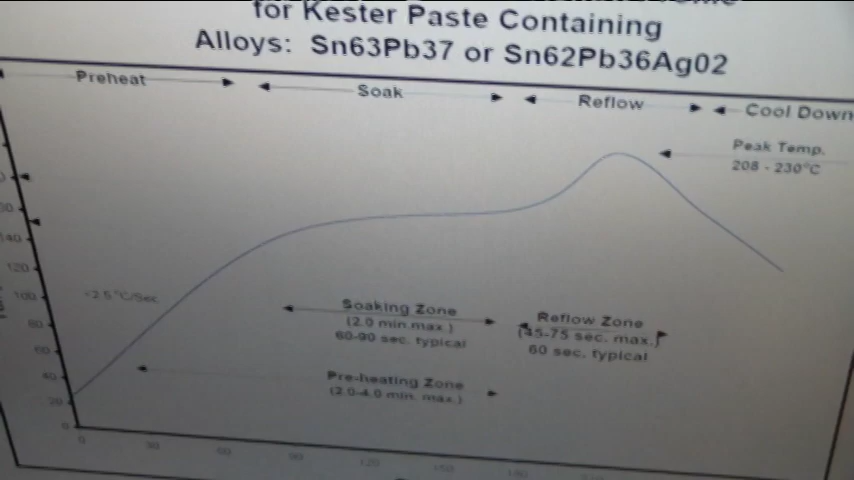 for Kester Paste Containing
Alloys: Sn63Pb37 or Sn62Pb36Ag02
Preheat
Soak
Reflow
Cool Down
Peak Temp.
208 - 230°C
140
120
100
80
60
40
20
0
<2.5°C/Sec
Soaking Zone
(2.0 min.max.)
60-90 sec. typical
Reflow Zone
(45-75 sec. max.)
60 sec. typical
Pre-heating Zone
(2.0-4.0 min. max.)
0
30
60
90
120
150
180